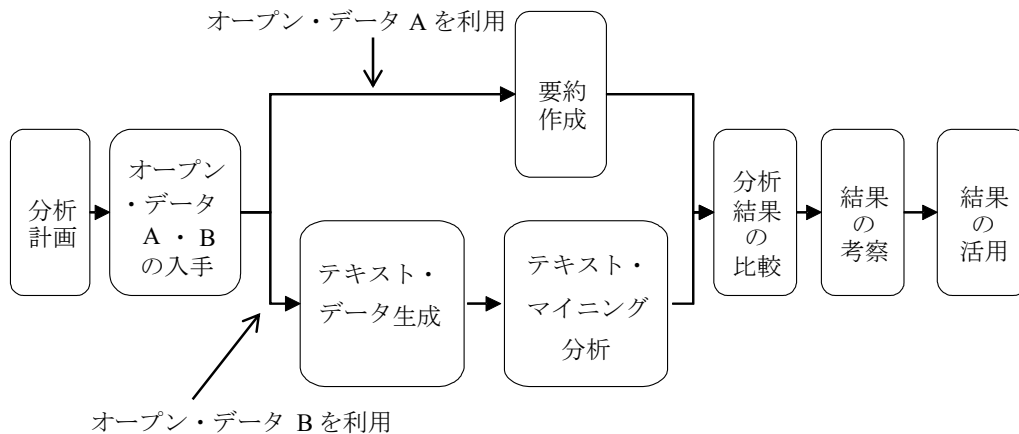 オープン・データ A を利用
要約
作成
分析
計画
オープン
・データ
A ・ B
の入手
テキスト・
データ生成
テキスト・
マイニング
分析
分析
結果
の
比較
結果
の
考察
結果
の
活用
オープン・データ B を利用